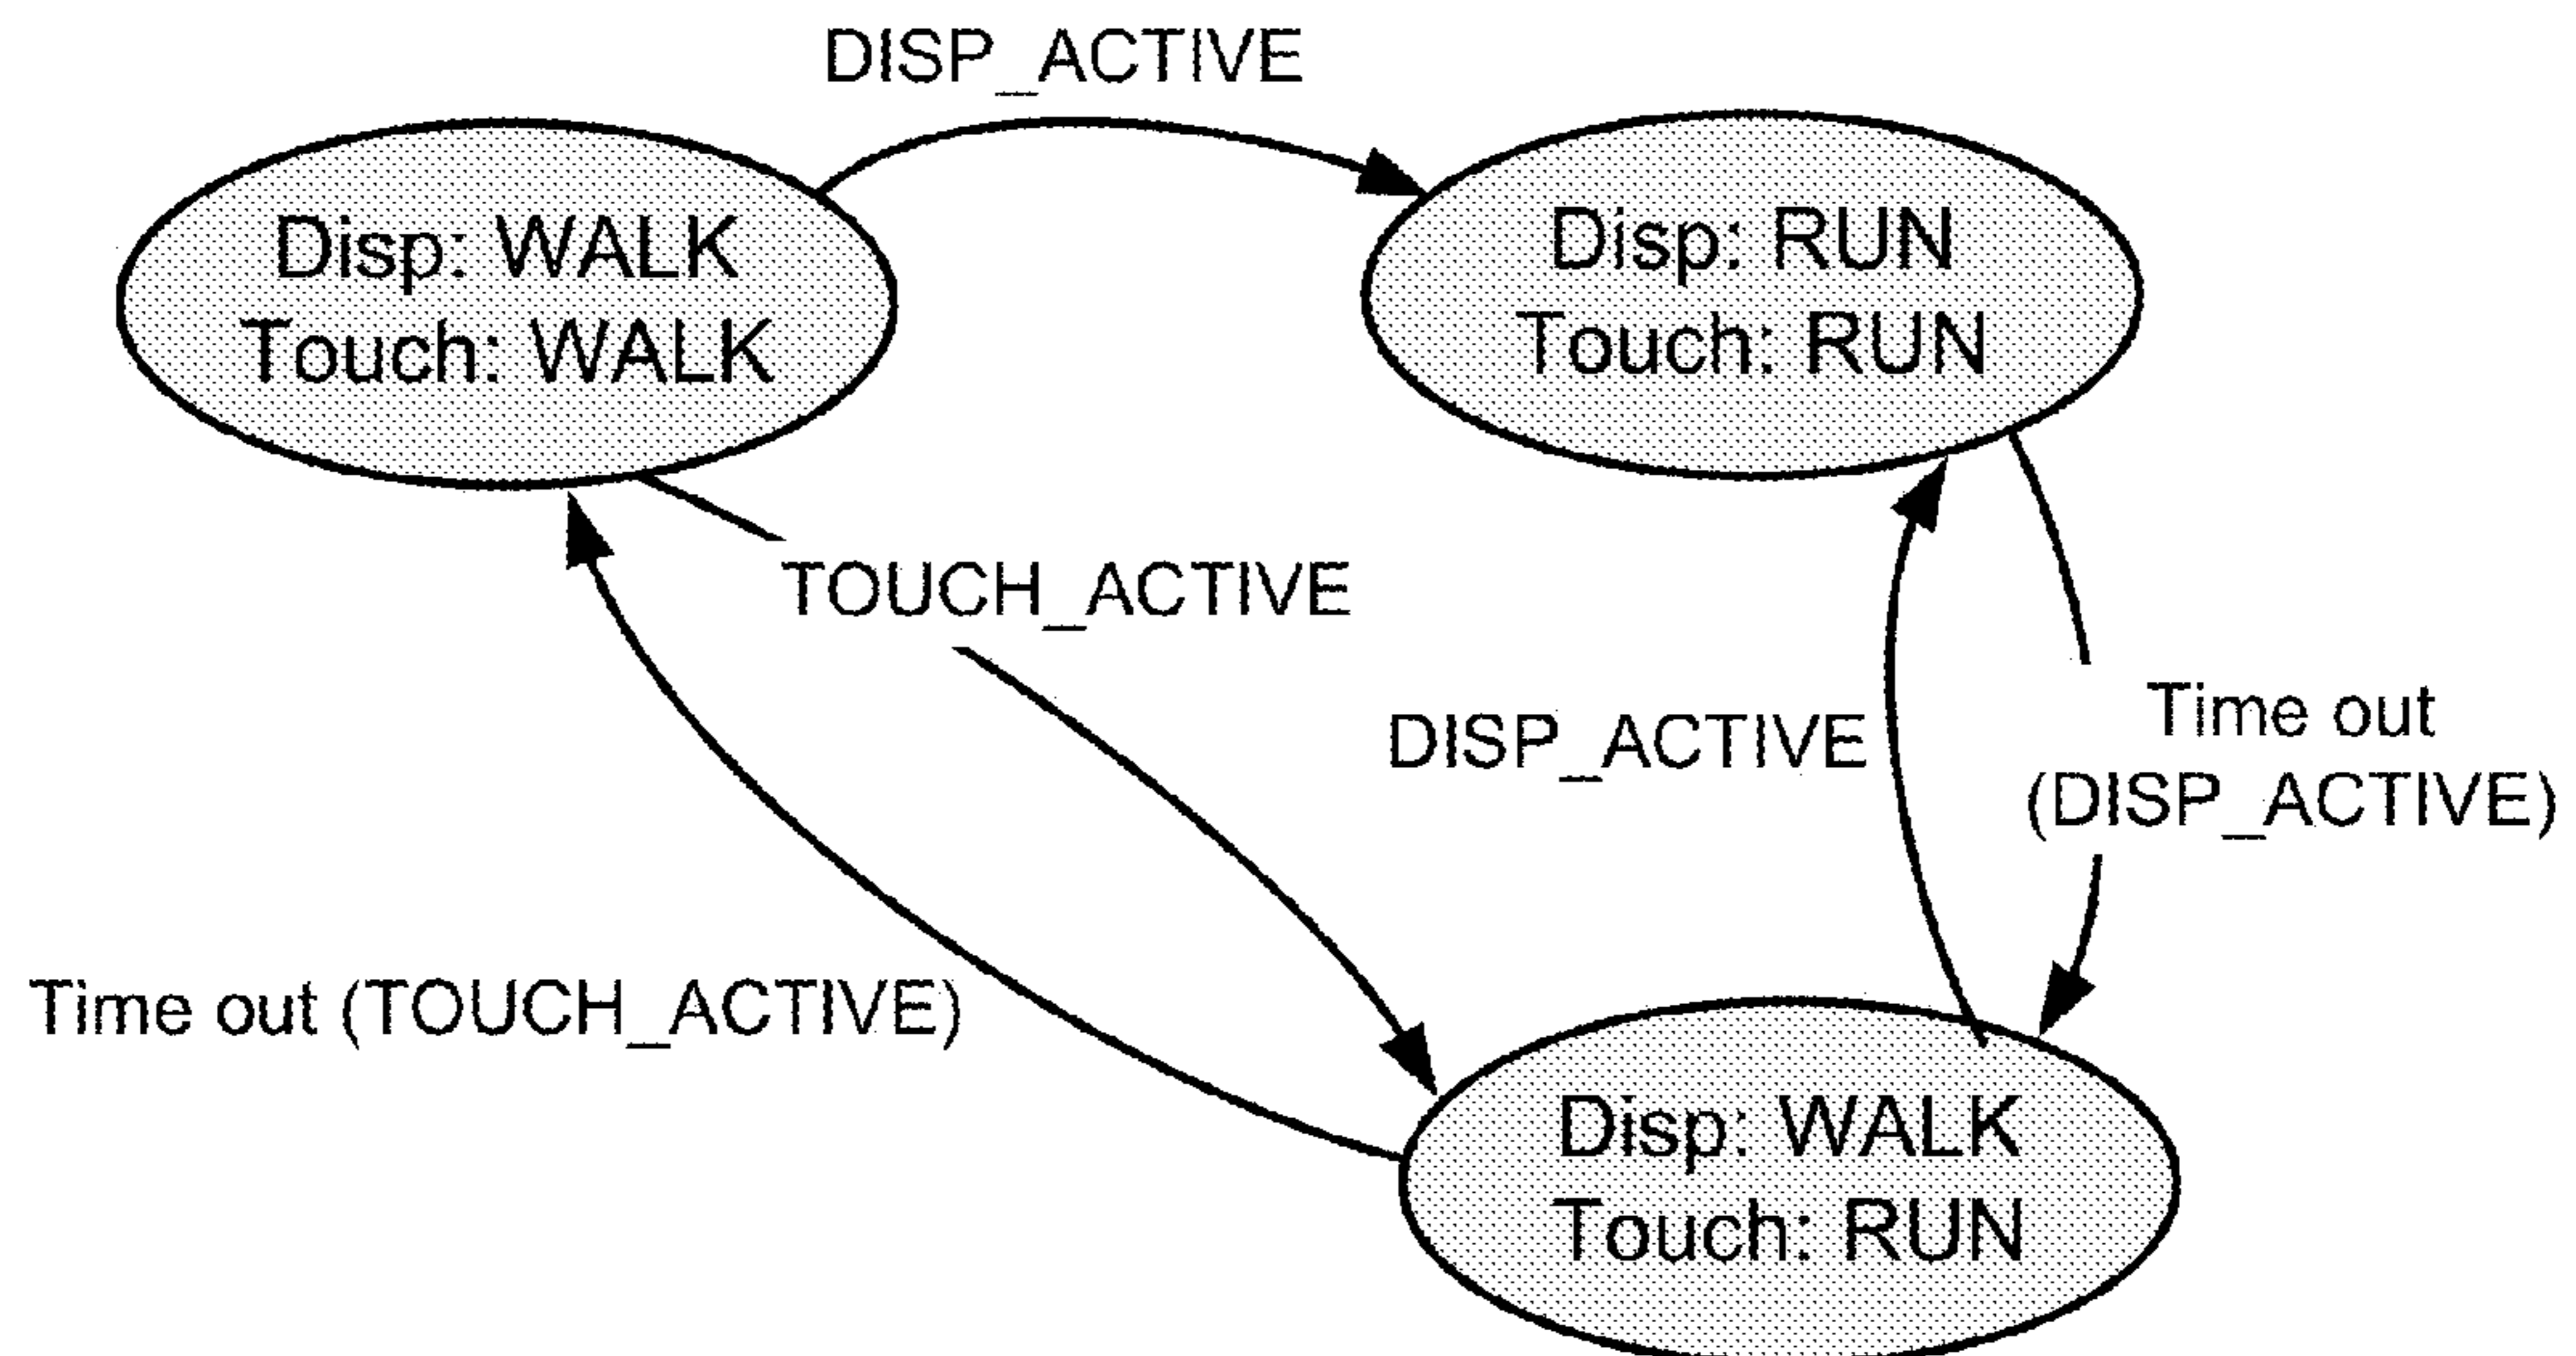 DISP_ACTIVE
Disp: WALK
Touch: WALK
Disp: RUN
Touch: RUN
TOUCH_ACTIVE
DISP_ACTIVE
Time out
(DISP_ACTIVE)
Time out (TOUCH_ACTIVE)
Disp: WALK
Touch: RUN